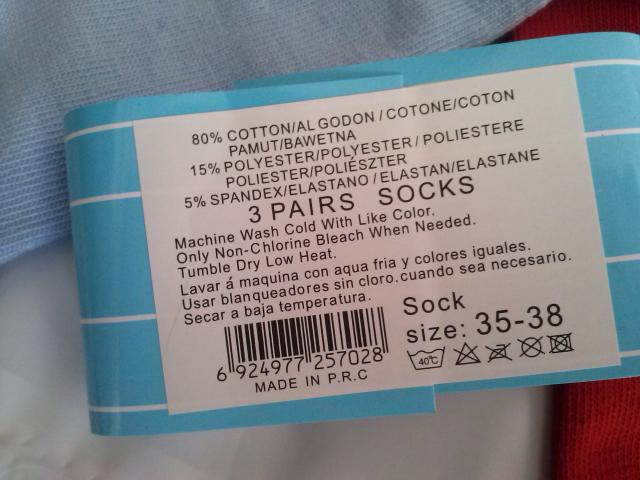 80% COTTON/AL GODON / COTONE/COTON
PAMUT/BAWETNA
15% POLYESTER/POLYESTER / POLIESTERE
POLIESTER/POLIÉSZTER
5% SPANDEX/ELASTANO / ELASTAN/ELASTANE
3 PAIRS SOCKS
Machine Wash Cold With Like Color.
Only Non-Chlorine Bleach When Needed.
Tumble Dry Low Heat.
Lavar á maquina con aqua fria y colores iguales.
Usar blanqueadores sin cloro.cuando sea necesario.
Secar a baja temperatura.
Sock
size: 35-38
40℃
6 924977 257028
MADE IN P.R.C